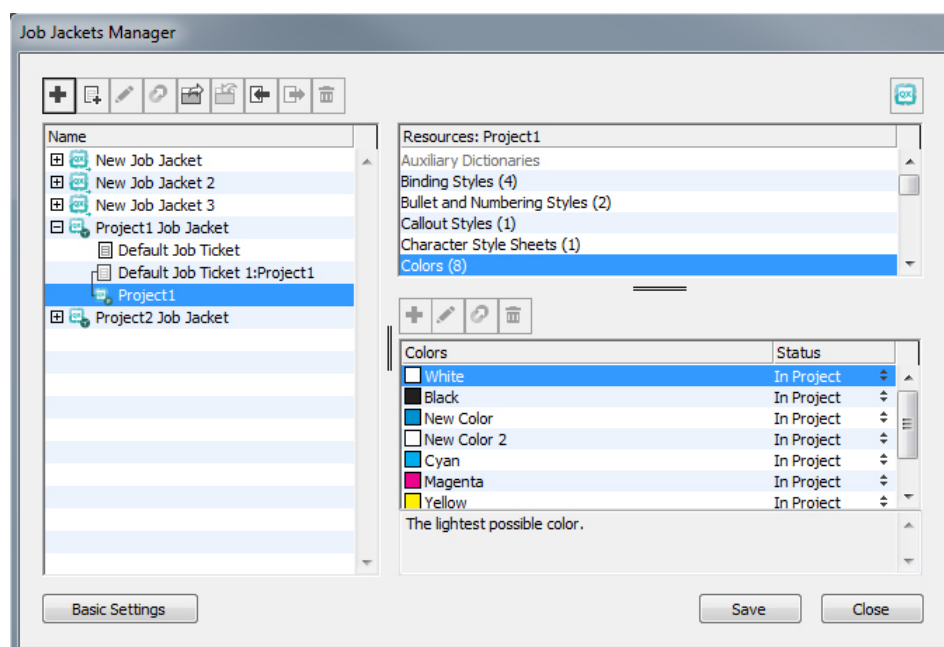 Job Jackets Manager
Name
New Job Jacket
New Job Jacket 2
New Job Jacket 3
Project1 Job Jacket
Default Job Ticket
Default Job Ticket 1:Project1
Project1
Project2 Job Jacket
Resources: Project1
Auxiliary Dictionaries
Binding Styles (4)
Bullet and Numbering Styles (2)
Callout Styles (1)
Character Style Sheets (1)
Colors (8)
Colors Status
White In Project
Black In Project
New Color In Project
New Color 2 In Project
Cyan In Project
Magenta In Project
Yellow In Project
The lightest possible color.
Basic Settings
Save
Close